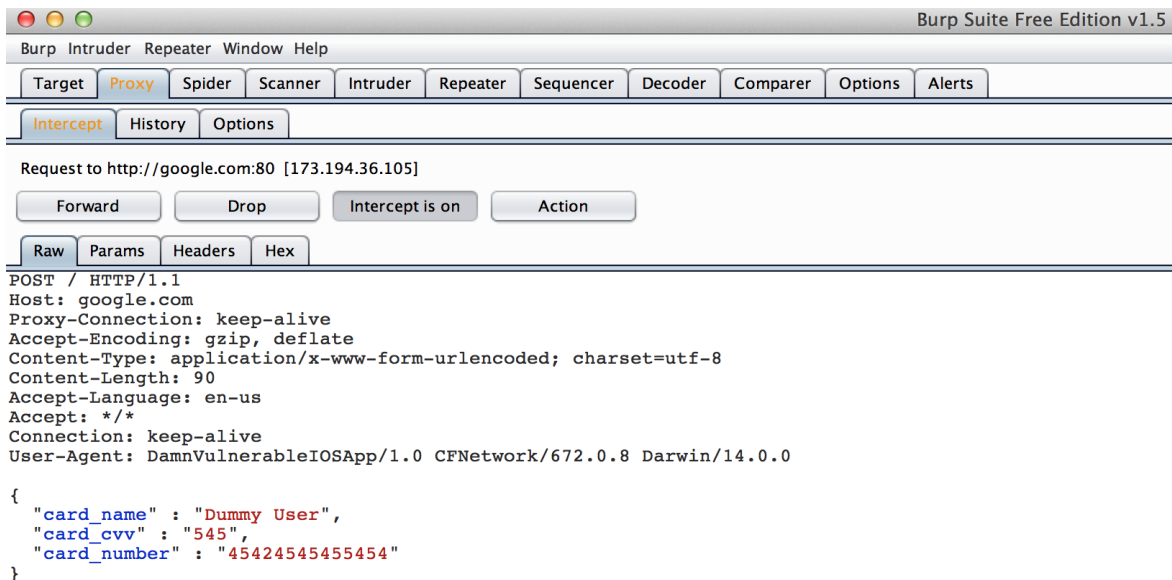 Burp Suite Free Edition v1.5
Burp Intruder Repeater Window Help
Target Proxy Spider Scanner Intruder Repeater Sequencer Decoder Comparer Options Alerts
Intercept History Options
Request to http://google.com:80 [173.194.36.105]
Forward Drop Intercept is on Action
Raw Params Headers Hex
POST / HTTP/1.1
Host: google.com
Proxy-Connection: keep-alive
Accept-Encoding: gzip, deflate
Content-Type: application/x-www-form-urlencoded; charset=utf-8
Content-Length: 90
Accept-Language: en-us
Accept: */*
Connection: keep-alive
User-Agent: DamnVulnerableIOSApp/1.0 CFNetwork/672.0.8 Darwin/14.0.0
{
"card_name" : "Dummy User",
"card_cvv" : "545",
"card_number" : "45424545455454"
}